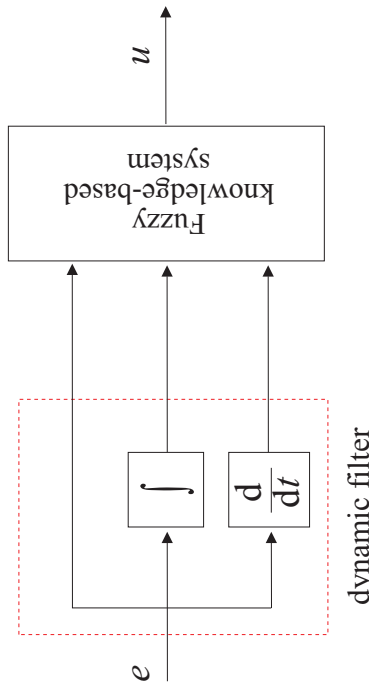 e
∫
d
dt
dynamic filter
Fuzzy
knowledge-based
system
u